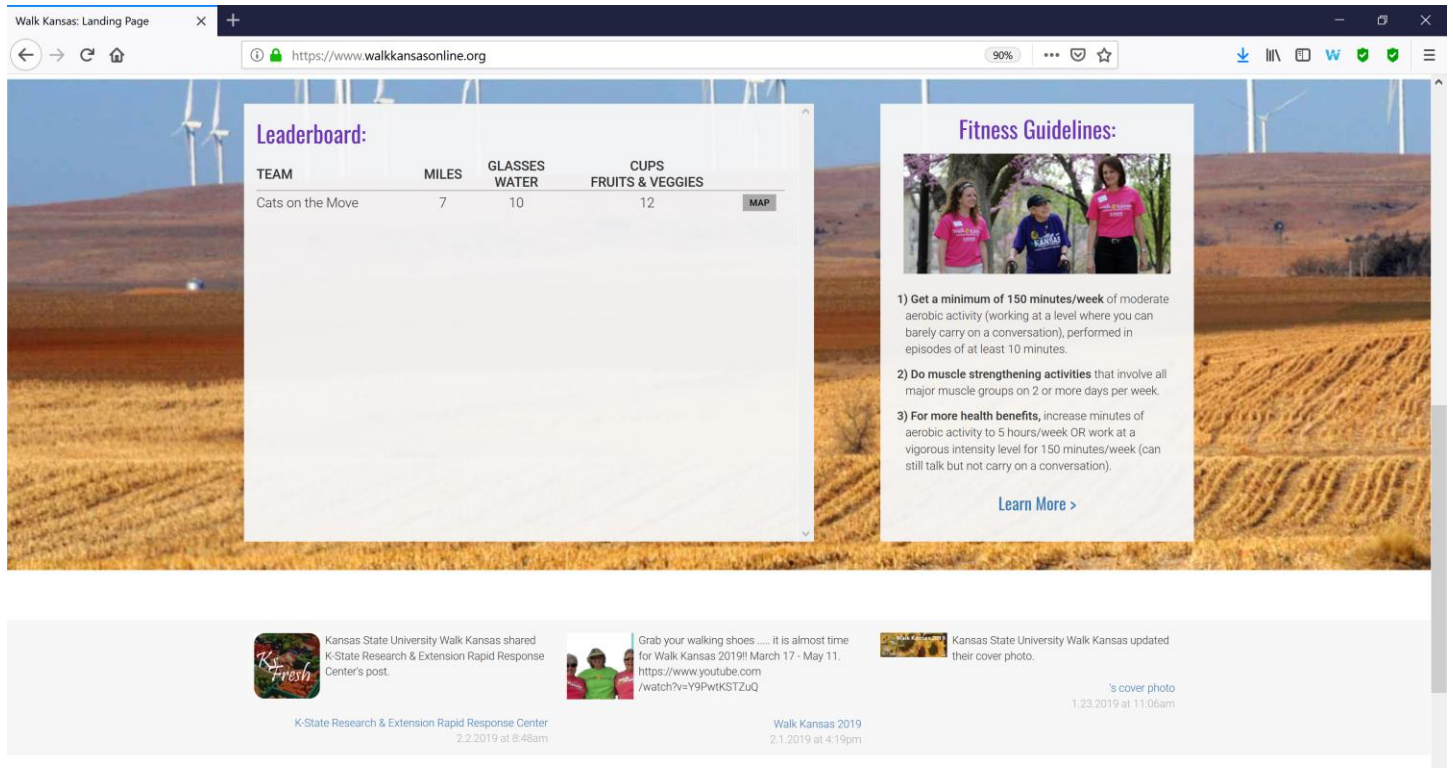 Walk Kansas: Landing Page
https://www.walkkansasonline.org
90%
Leaderboard:
TEAM MILES GLASSES WATER CUPS FRUITS & VEGGIES
Cats on the Move 7 10 12 MAP
Fitness Guidelines:
1) Get a minimum of 150 minutes/week of moderate
aerobic activity (working at a level where you can
barely carry on a conversation), performed in
episodes of at least 10 minutes.
2) Do muscle strengthening activities that involve all
major muscle groups on 2 or more days per week.
3) For more health benefits, increase minutes of
aerobic activity to 5 hours/week OR work at a
vigorous intensity level for 150 minutes/week (can
still talk but not carry on a conversation).
Learn More >
Ks Fresh
Kansas State University Walk Kansas shared
K-State Research & Extension Rapid Response
Center's post.
K-State Research & Extension Rapid Response Center
2.2.2019 at 8:48am
Grab your walking shoes ..... it is almost time
for Walk Kansas 2019!! March 17 - May 11.
https://www.youtube.com
/watch?v=Y9PwtKSTZuQ
Walk Kansas 2019
2.1.2019 at 4:19pm
Walk Kansas 2019
Kansas State University Walk Kansas updated
their cover photo.
's cover photo
1.23.2019 at 11:06am